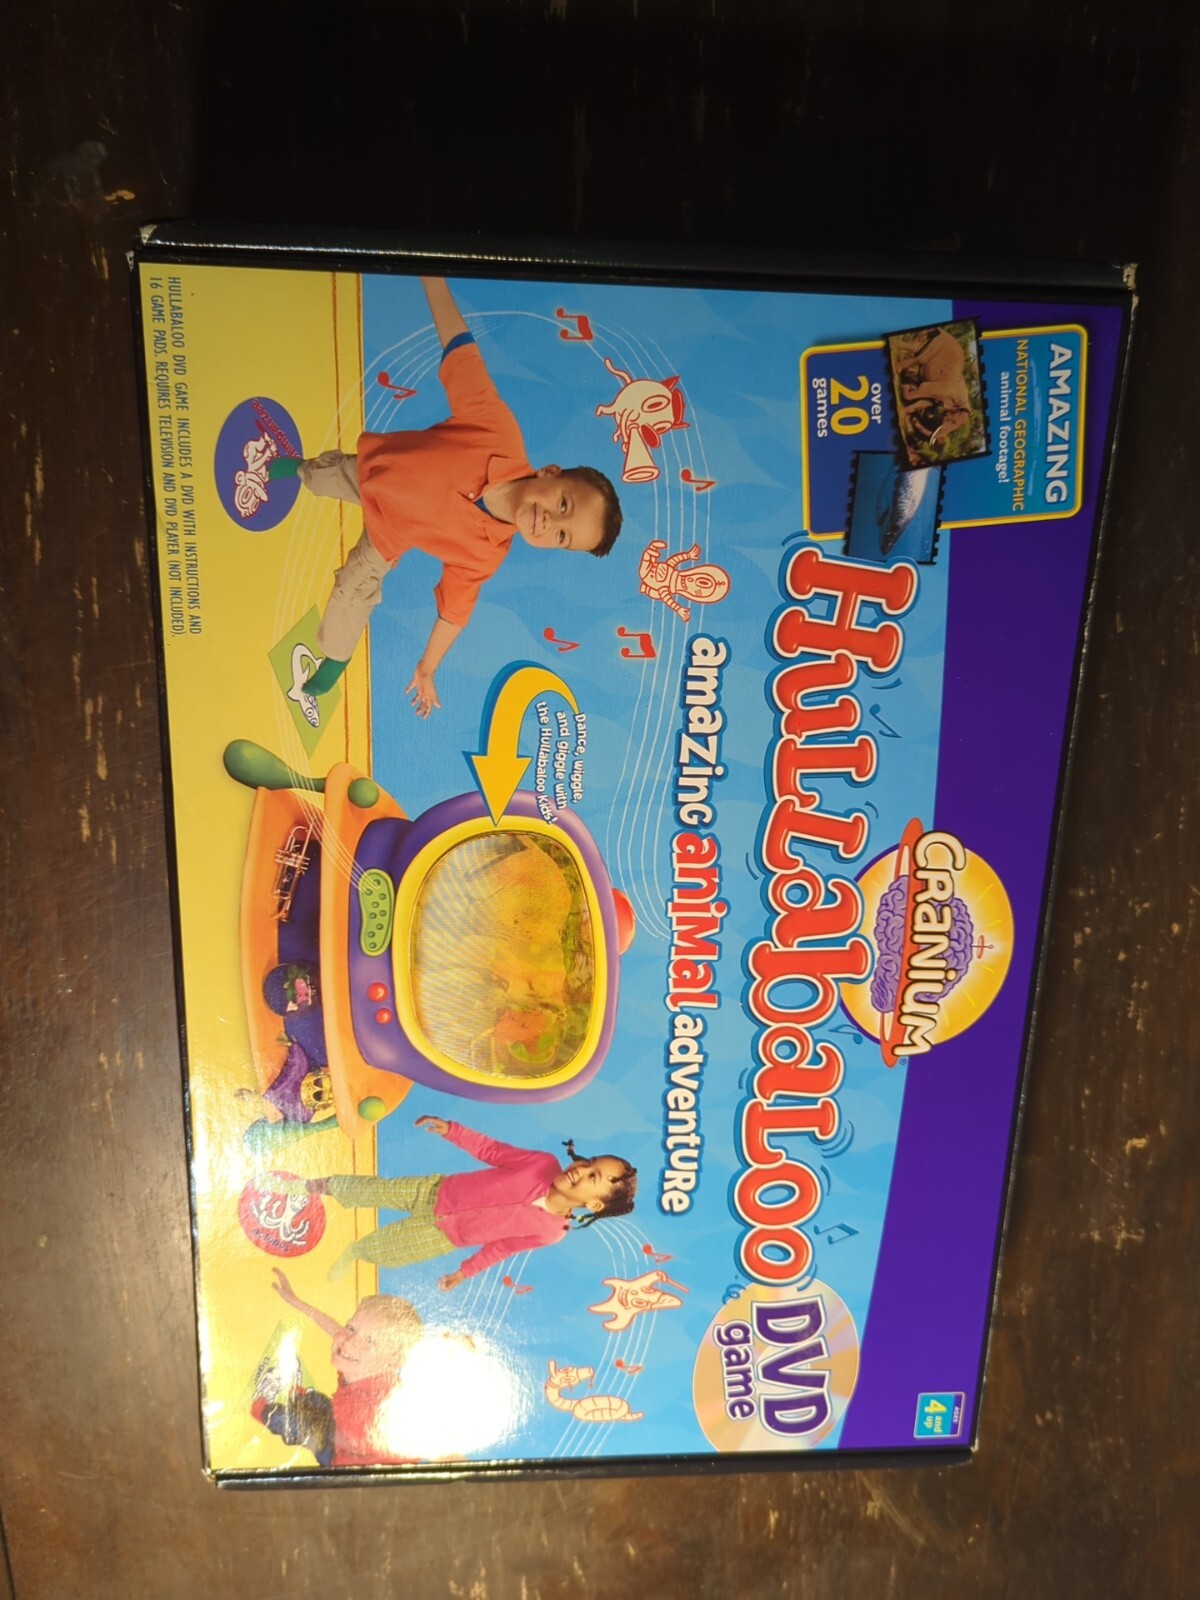 AMAZING
NATIONAL GEOGRAPHIC
animal footage!
over
20
games
CRANIUM
HULLABALOO
DVD
game
amazing animal adventure
AGES
4 and
up
Dance, wiggle,
and giggle with
the Hullabaloo Kids!
HULLABALOO DVD GAME INCLUDES A DVD WITH INSTRUCTIONS AND
16 GAME PADS. REQUIRES TELEVISION AND DVD PLAYER (NOT INCLUDED).